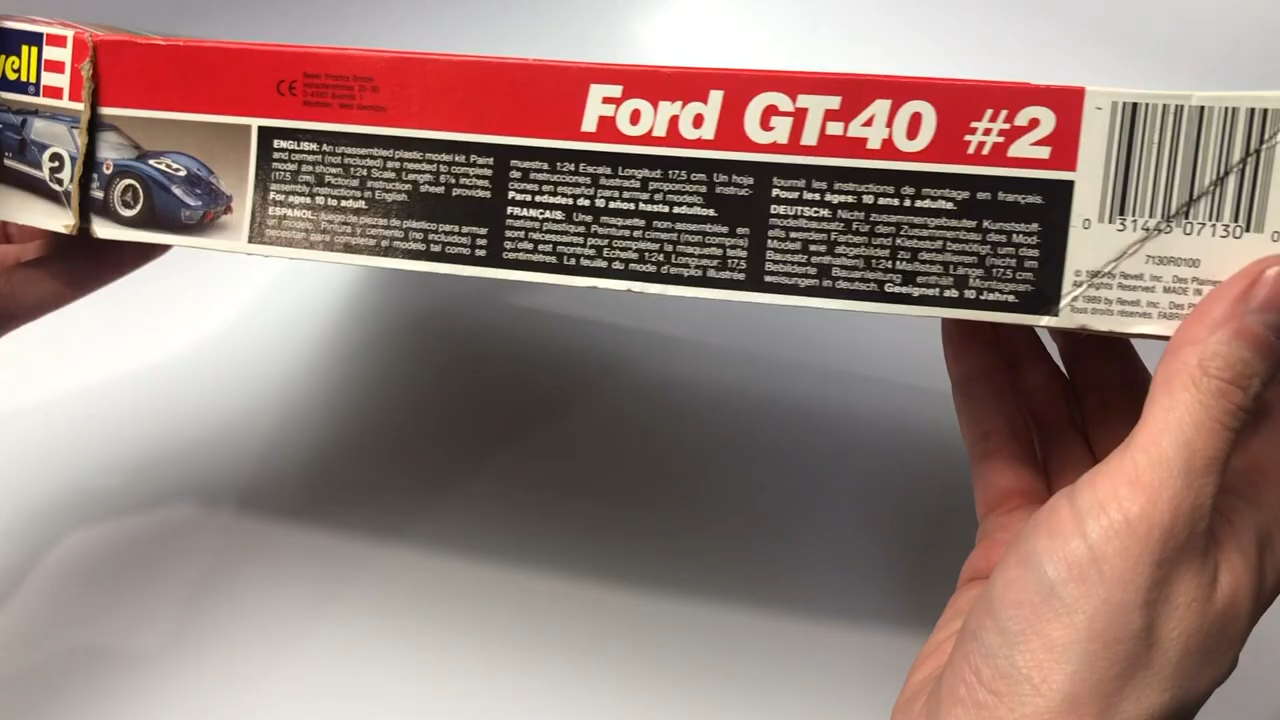 vell
2
2
CE
Revell Plastics GmbH
Ford GT-40 #2
ENGLISH: An unassembled plastic model kit. Paint
and cement (not included) are needed to complete
model as shown. 1:24 Scale. Length: 6⅞ inches,
(17.5 cm). Pictorial instruction sheet provides
assembly instructions in English.
For ages 10 to adult.
ESPAÑOL: Juego de piezas de plástico para armar
un modelo. Pintura y cemento (no incluidos) se
necesitan para completar el modelo tal como se
muestra. 1:24 Escala. Longitud: 17,5 cm. Un hoja
de instrucciones ilustrada proporciona instruc-
ciones en español para armar el modelo.
Para edades de 10 años hasta adultos.
FRANÇAIS: Une maquette non-assemblée en
matière plastique. Peinture et ciment (non compris)
sont nécessaires pour compléter la maquette telle
qu'elle est montrée. Echelle 1:24. Longueur: 17,5
centimètres. La feuille du mode d'emploi illustrée
fournit les instructions de montage en français.
Pour les âges: 10 ans à adulte.
DEUTSCH: Nicht zusammengebauter Kunststoff-
modellbausatz. Für den Zusammenbau des Mod-
ells werden Farben und Klebstoff benötigt, um das
Modell wie abgebildet zu detaillieren (nicht im
Bausatz enthalten). 1:24 Maßstab. Länge. 17,5 cm.
Bebilderte Bauanleitung enthält Montagean-
weisungen in deutsch. Geeignet ab 10 Jahre.
0 31445 07130 0
7130R0100
© 1989 by Revell, Inc., Des Plaines
All Rights Reserved. MADE IN
© 1989 by Revell, Inc., Des P
Tous droits réservés. FABRI